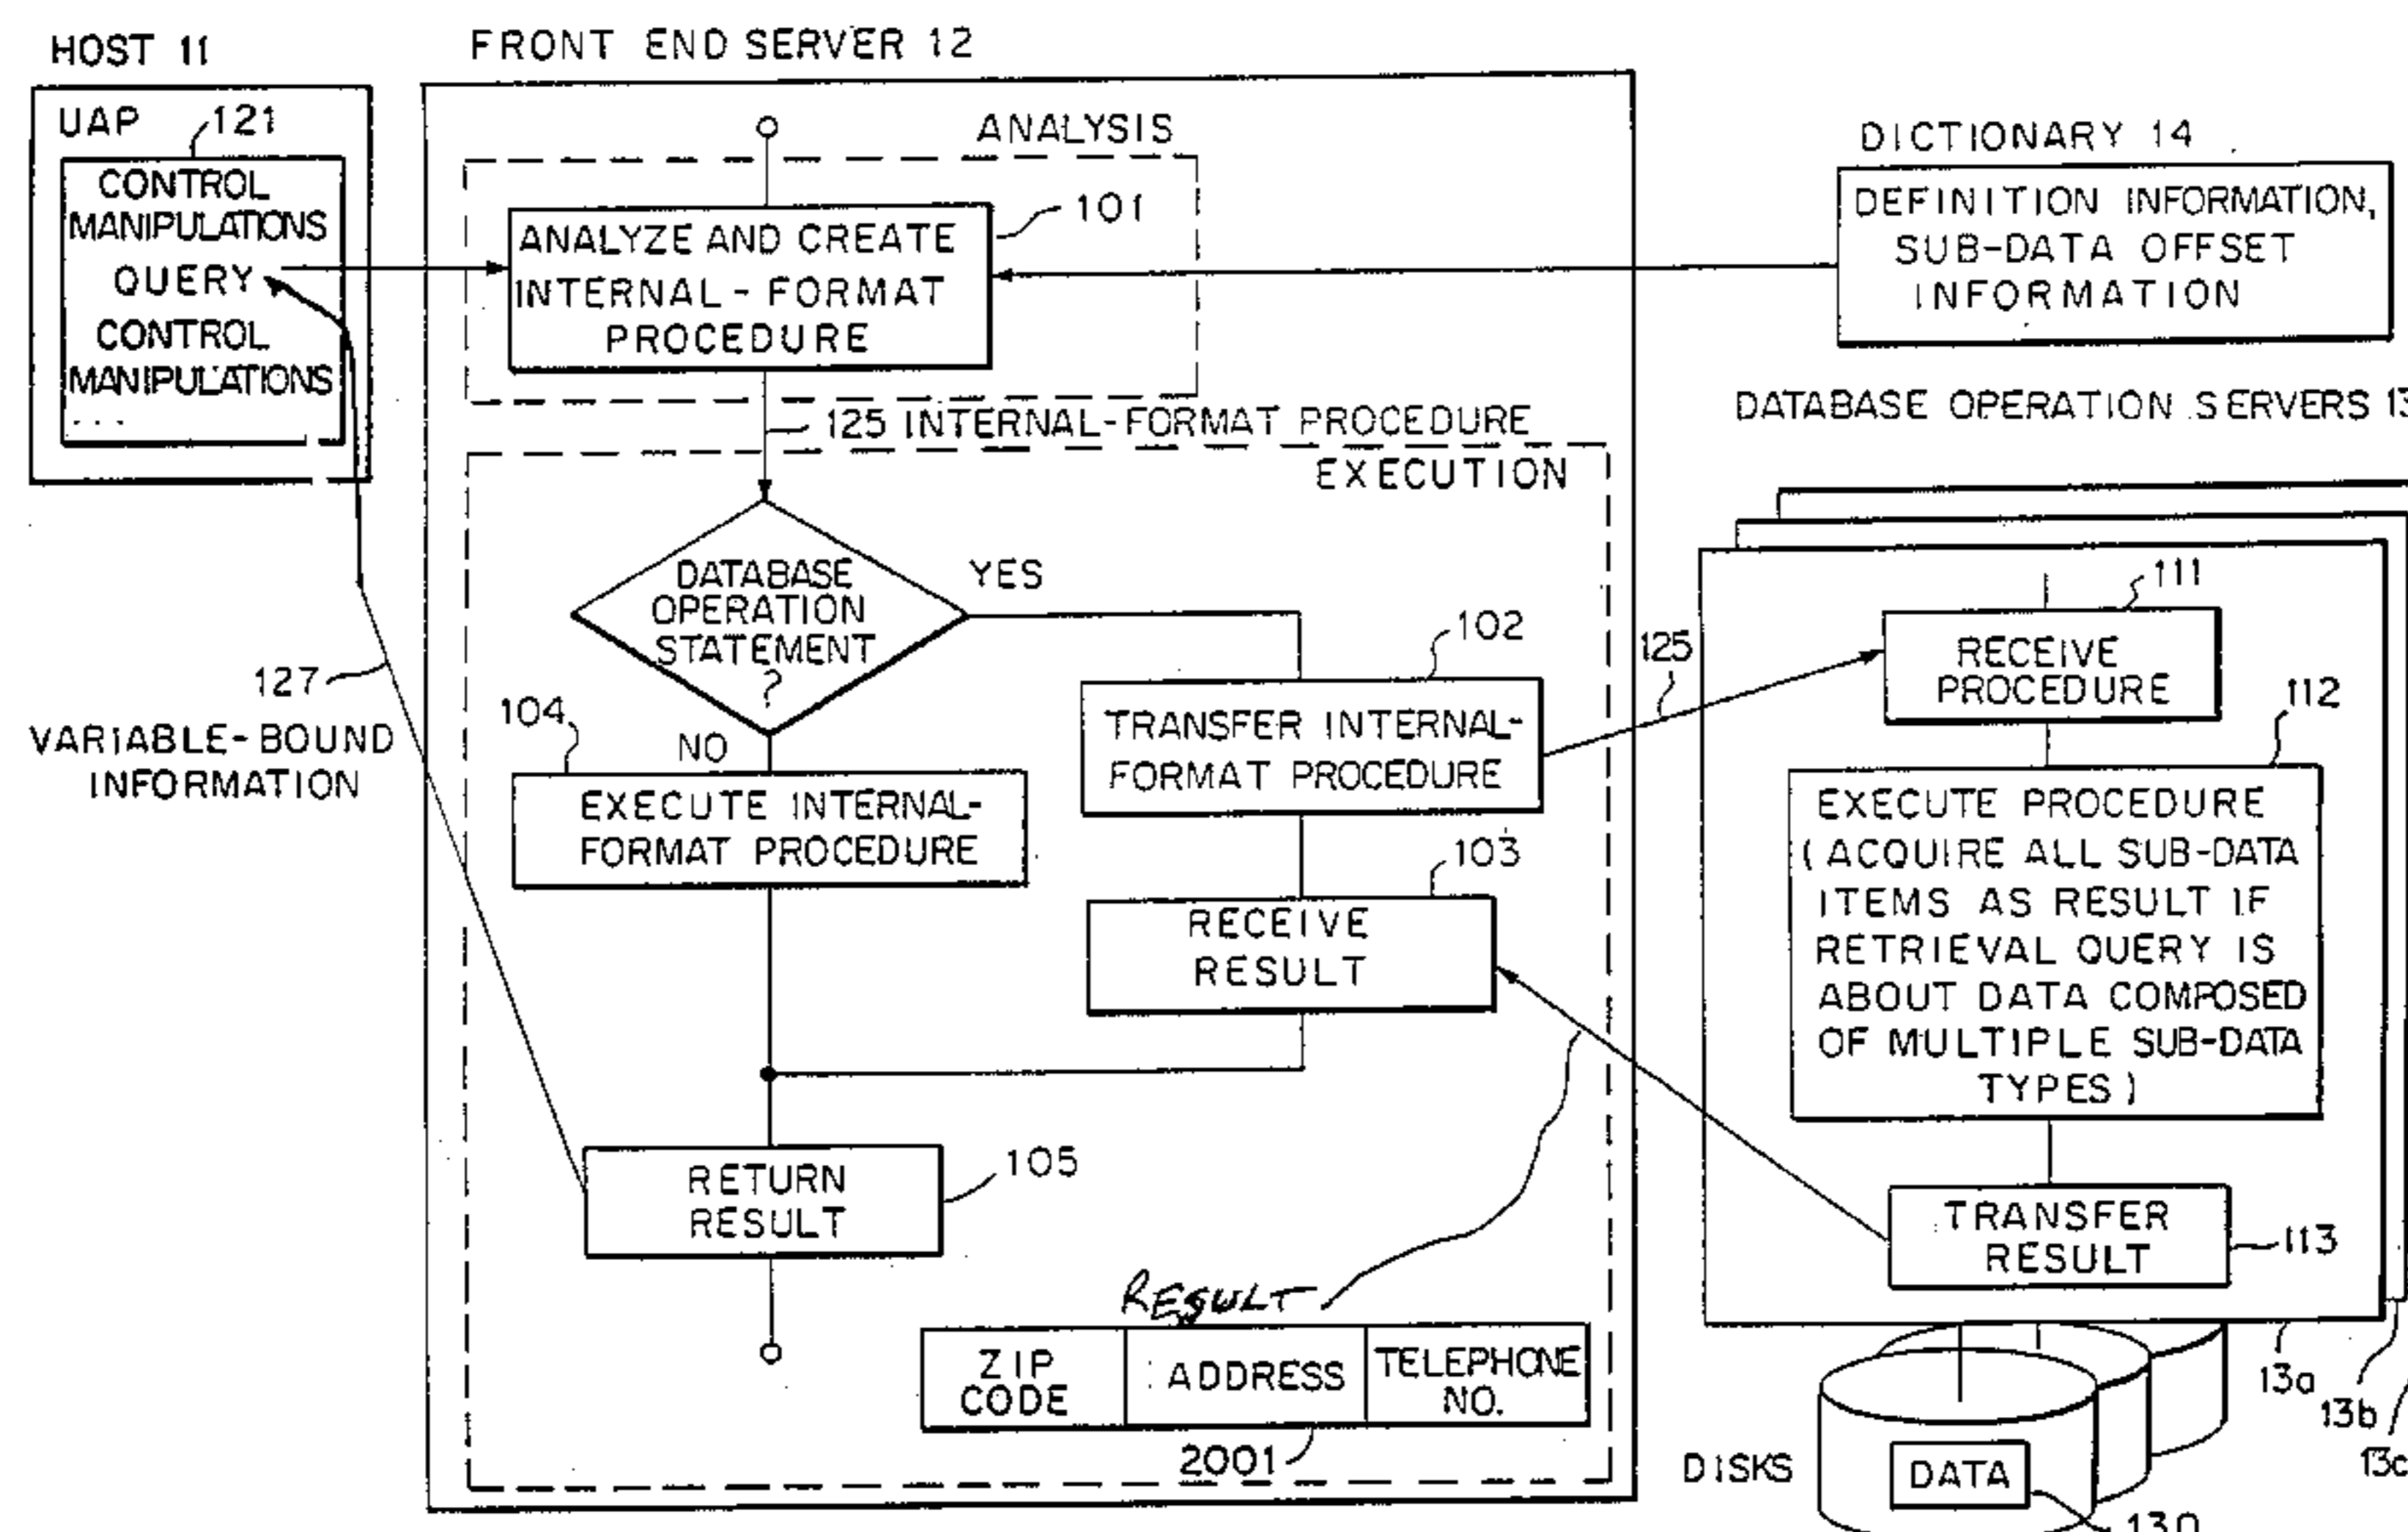 HOST 11
UAP
121
CONTROL
MANIPULATIONS
QUERY
CONTROL
MANIPULATIONS
...
127
VARIABLE-BOUND
INFORMATION
FRONT END SERVER 12
ANALYSIS
ANALYZE AND CREATE
INTERNAL-FORMAT
PROCEDURE
101
125 INTERNAL-FORMAT PROCEDURE
EXECUTION
DATABASE
OPERATION
STATEMENT
?
YES
NO
104
EXECUTE INTERNAL-
FORMAT PROCEDURE
102
TRANSFER INTERNAL-
FORMAT PROCEDURE
103
RECEIVE
RESULT
RETURN
RESULT
105
RESULT
ZIP
CODE
ADDRESS
TELEPHONE
NO.
2001
DICTIONARY 14
DEFINITION INFORMATION,
SUB-DATA OFFSET
INFORMATION
DATABASE OPERATION SERVERS 13
125
111
RECEIVE
PROCEDURE
112
EXECUTE PROCEDURE
(ACQUIRE ALL SUB-DATA
ITEMS AS RESULT IF
RETRIEVAL QUERY IS
ABOUT DATA COMPOSED
OF MULTIPLE SUB-DATA
TYPES)
TRANSFER
RESULT
113
13a
13b
13c
DISKS
DATA
130